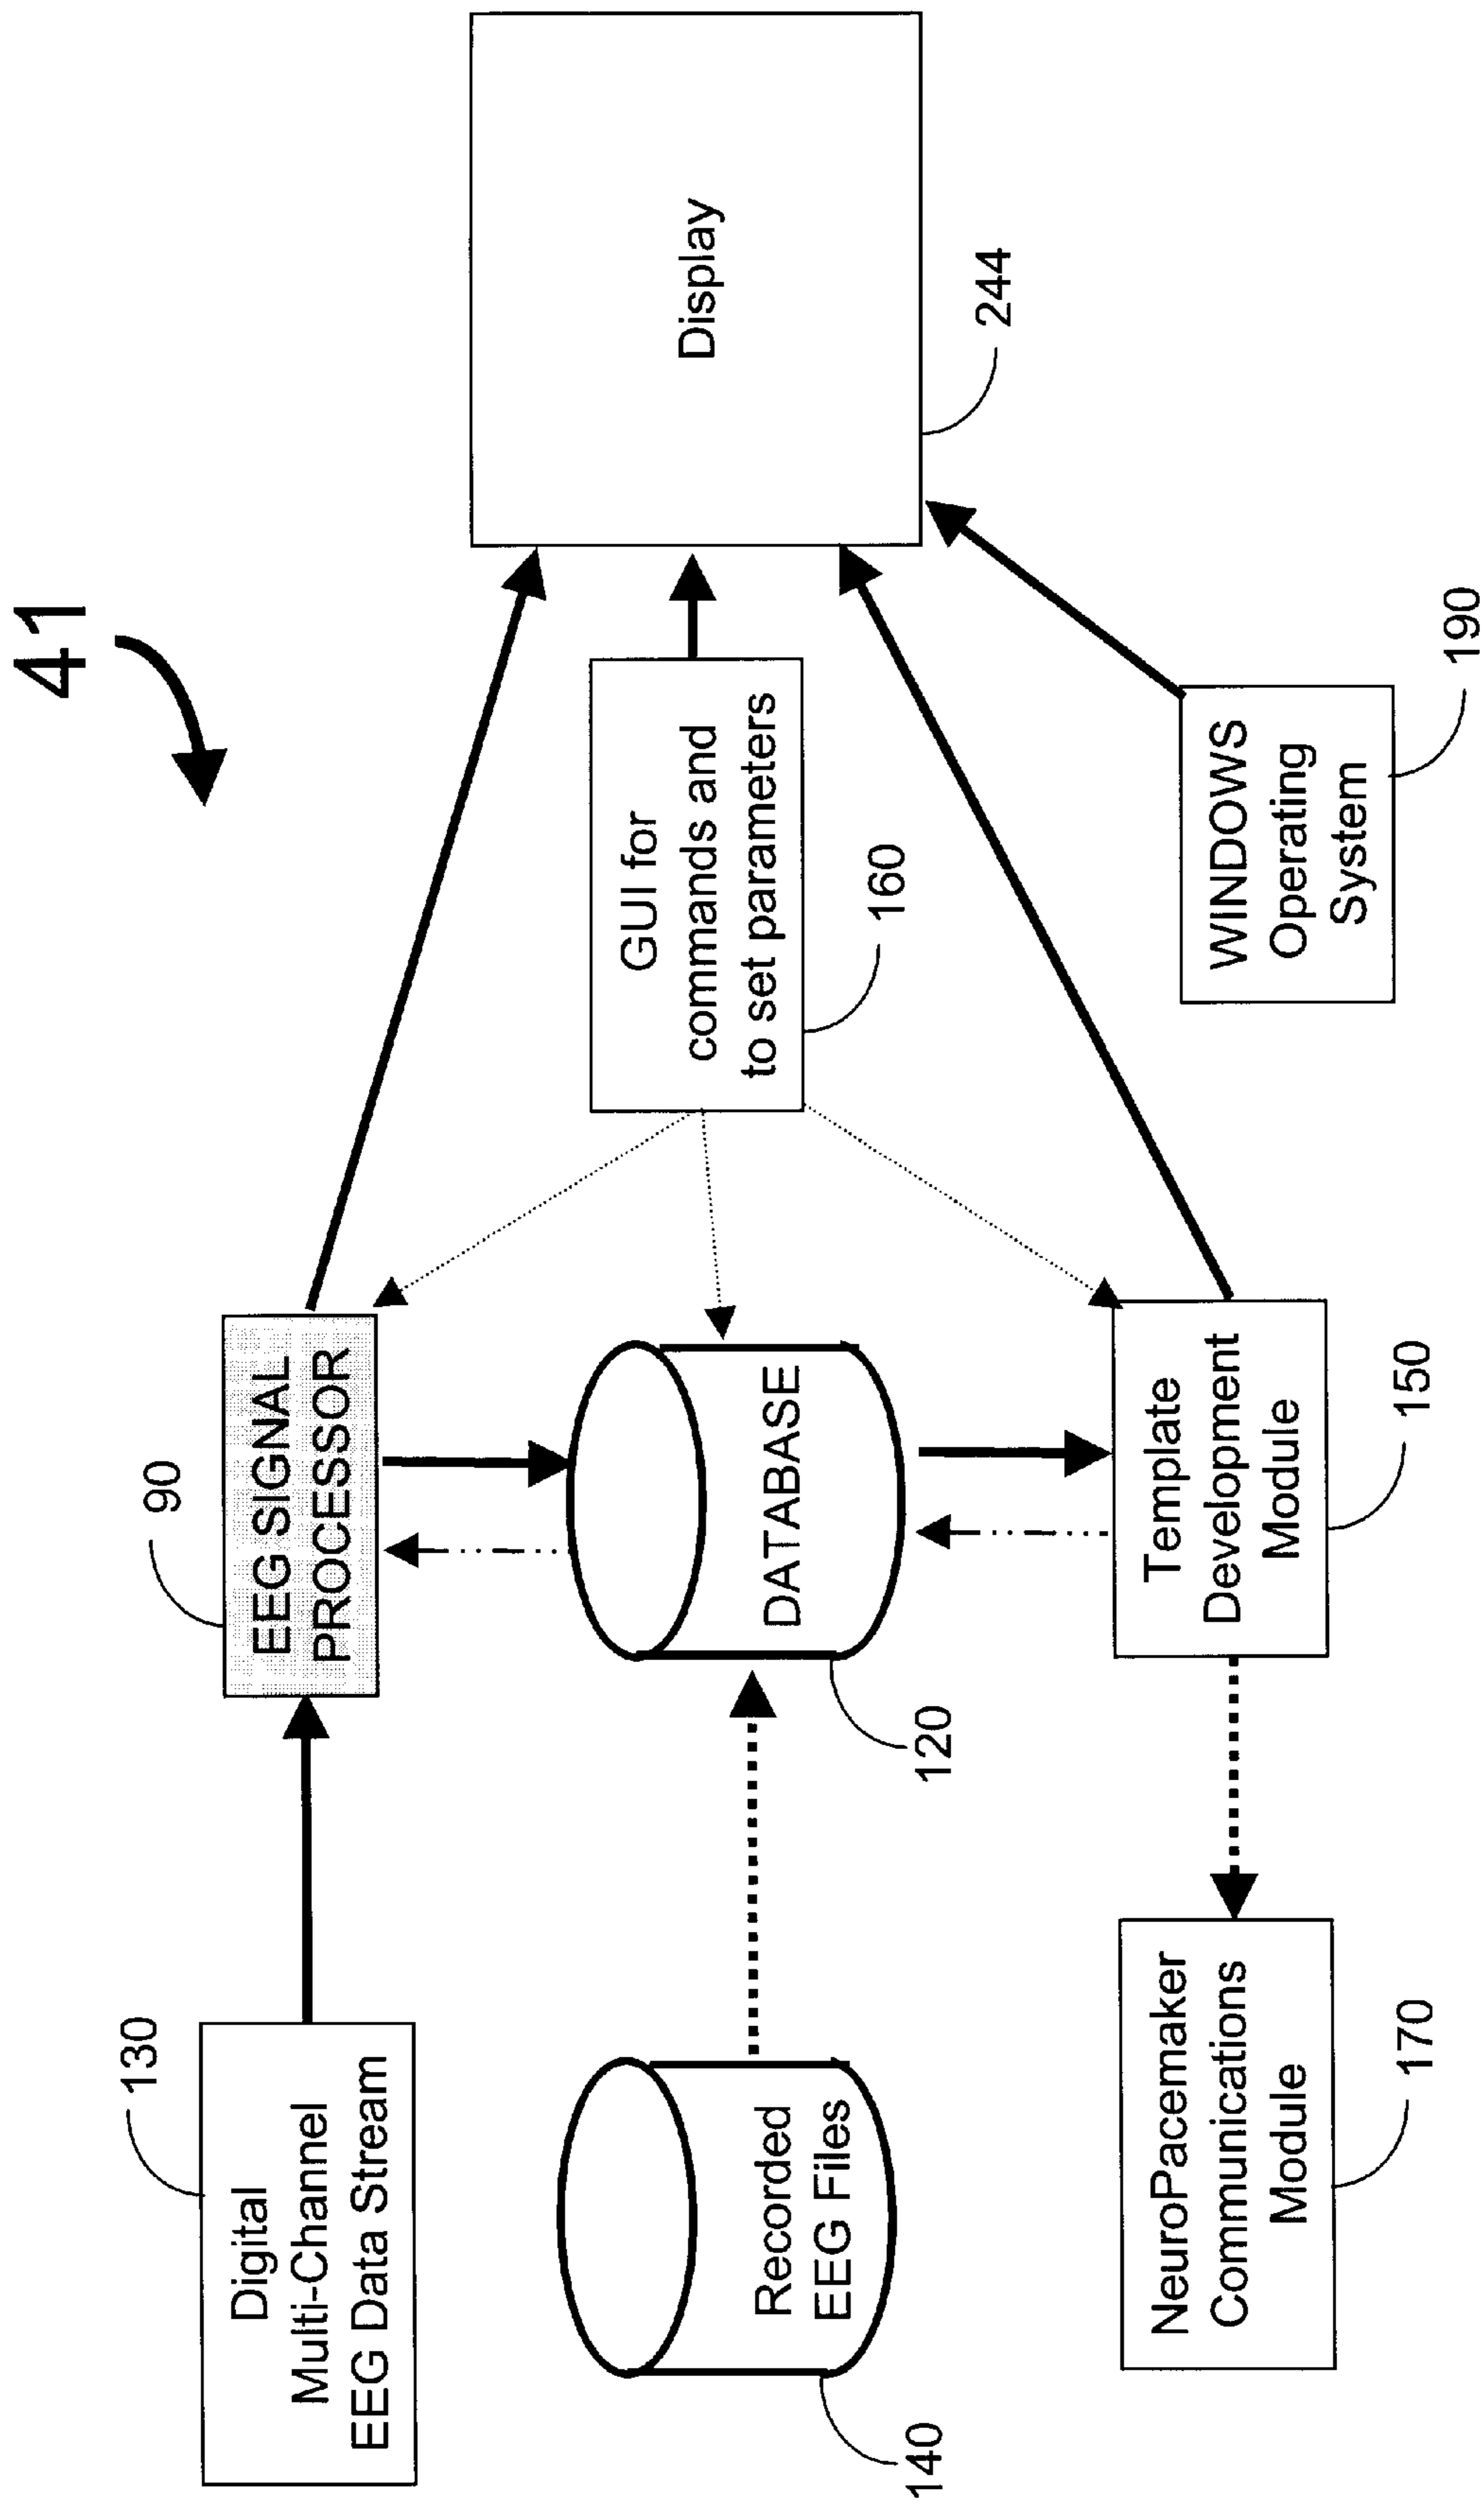 41
130
Digital
Multi-Channel
EEG Data Stream
90
EEG SIGNAL
PROCESSOR
Display
244
GUI for
commands and
to set parameters
160
140
Recorded
EEG Files
120
DATABASE
NeuroPacemaker
Communications
Module
170
Template
Development
Module
150
WINDOWS
Operating
System
190